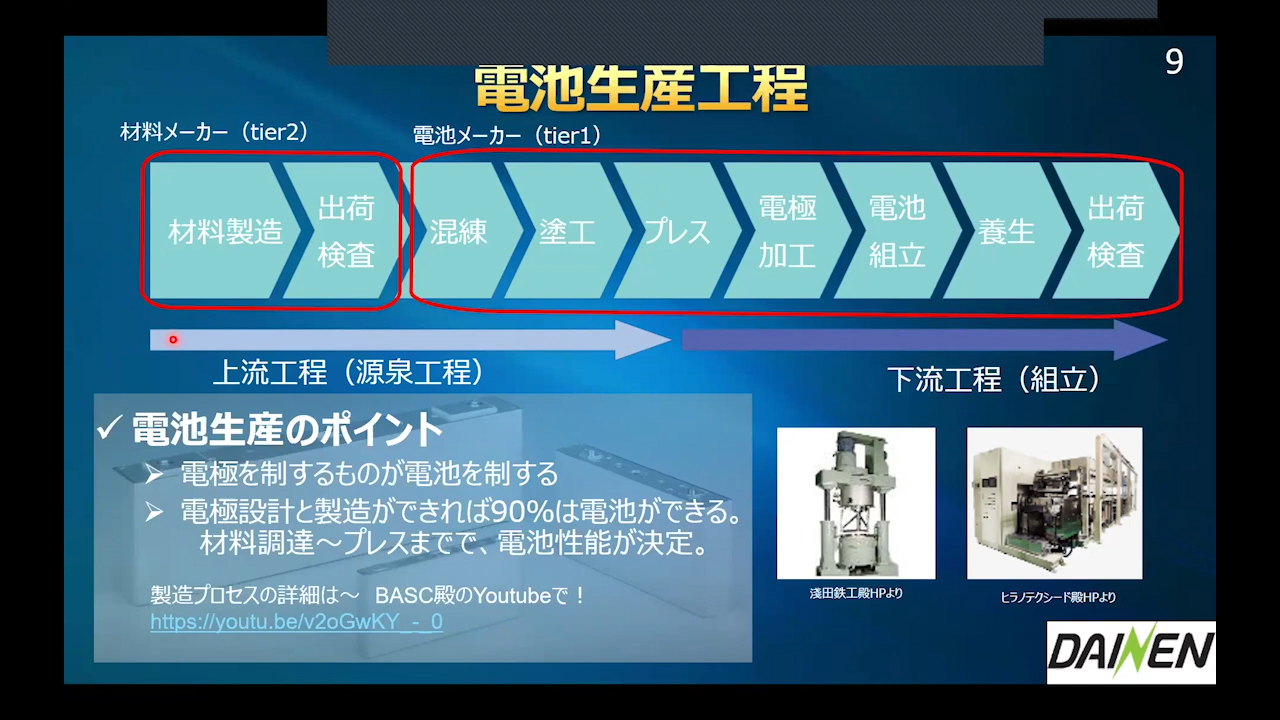 9
電池生産工程
材料メーカー（tier2）
電池メーカー（tier1）
材料製造
出荷
検査
混練
塗工
プレス
電極
加工
電池
組立
養生
出荷
検査
上流工程（源泉工程）
下流工程（組立）
✓ 電池生産のポイント
➢ 電極を制するものが電池を制する
➢ 電極設計と製造ができれば90%は電池ができる。
材料調達～プレスまでで、電池性能が決定。
製造プロセスの詳細は～ BASC殿のYoutubeで！
https://youtu.be/v2oGwKY_-_0
淺田鉄工殿HPより
ヒラノテクシード殿HPより
DAINEN